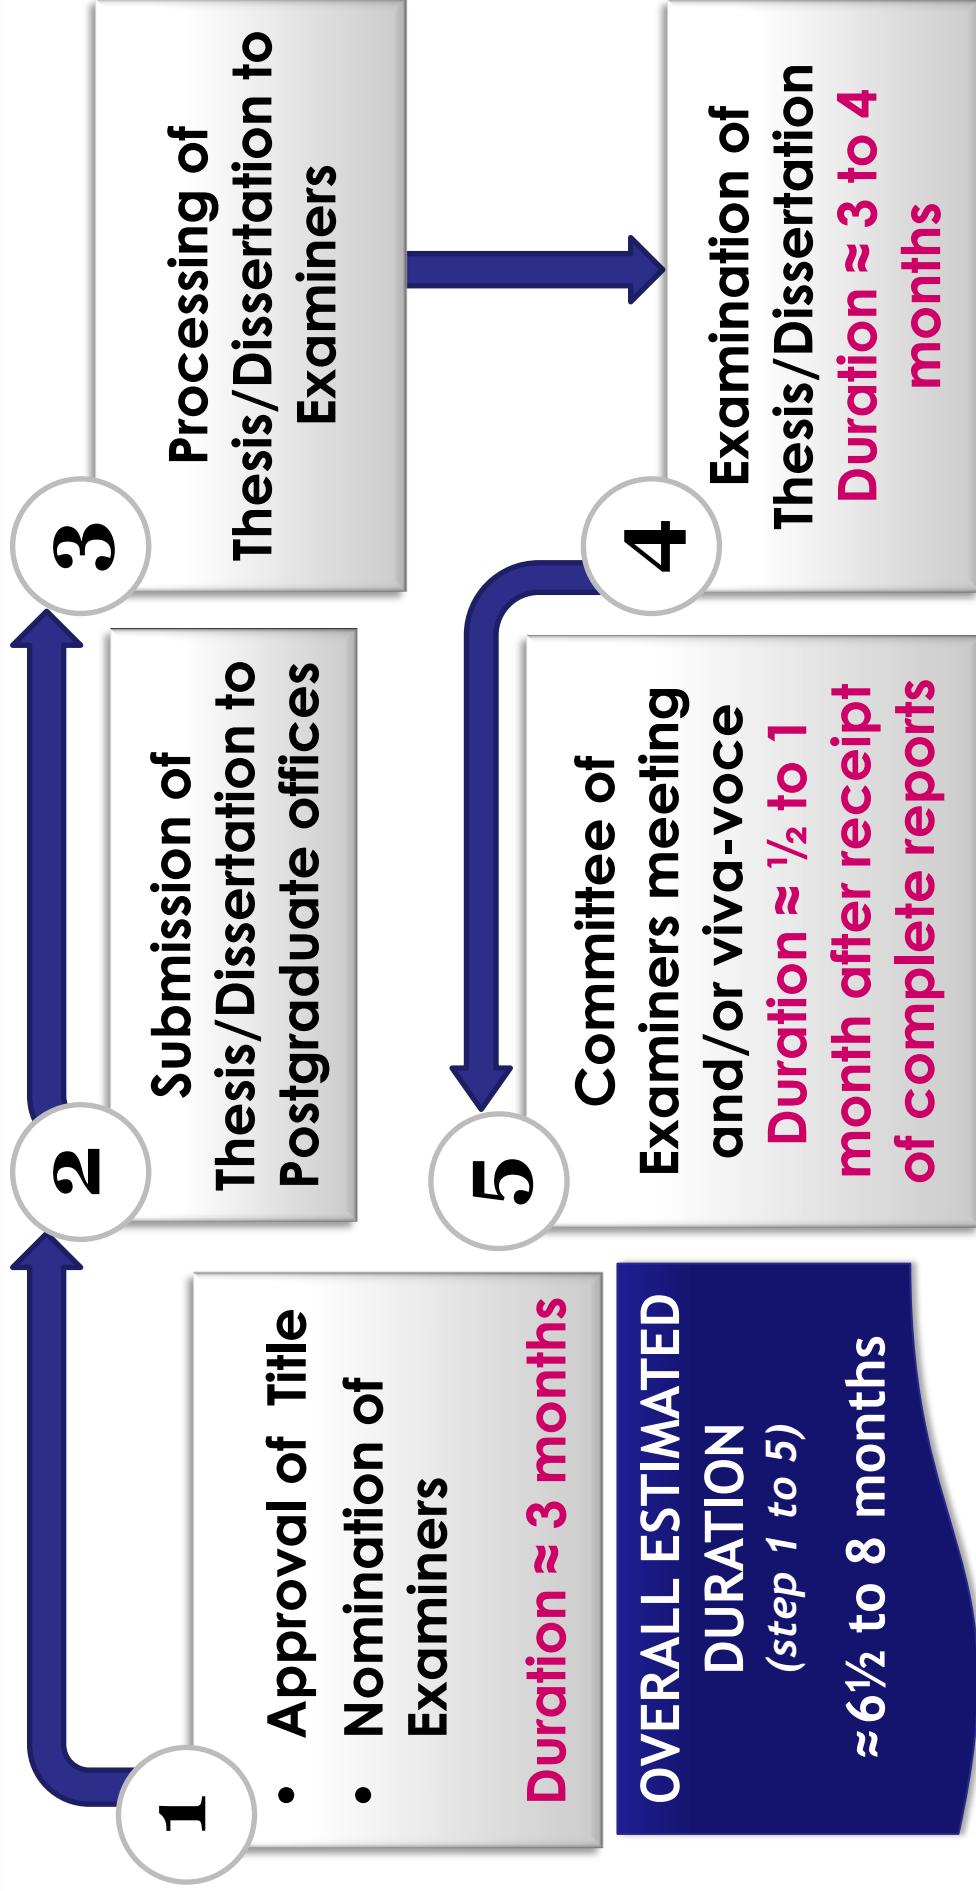 1
• Approval of Title
• Nomination of
Examiners
Duration ≈ 3 months
2
Submission of
Thesis/Dissertation to
Postgraduate offices
3
Processing of
Thesis/Dissertation to
Examiners
4
Examination of
Thesis/Dissertation
Duration ≈ 3 to 4
months
5
Committee of
Examiners meeting
and/or viva-voce
Duration ≈ ½ to 1
month after receipt
of complete reports
OVERALL ESTIMATED
DURATION
(step 1 to 5)
≈6½ to 8 months